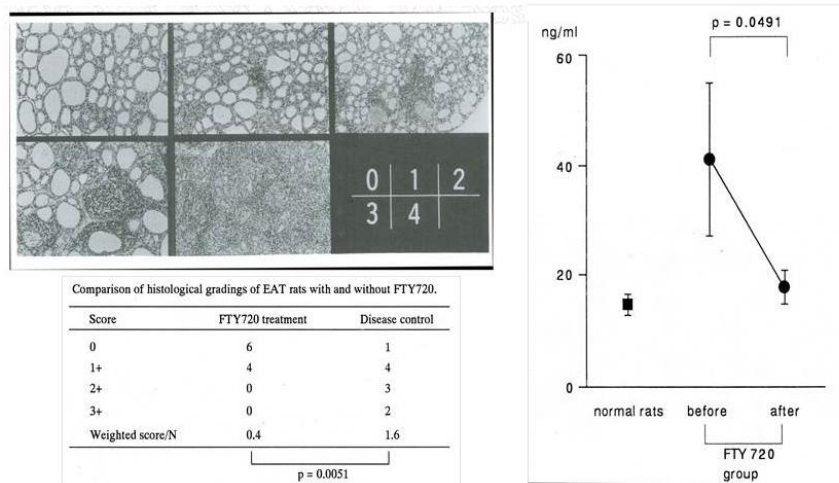 0 1 2
3 4
Comparison of histological gradings of EAT rats with and without FTY720.
Score FTY720 treatment Disease control
0 6 1
1+ 4 4
2+ 0 3
3+ 0 2
Weighted score/N 0.4 1.6
p = 0.0051
p = 0.0491
ng/ml
60
40
20
0
normal rats before after
FTY 720
group